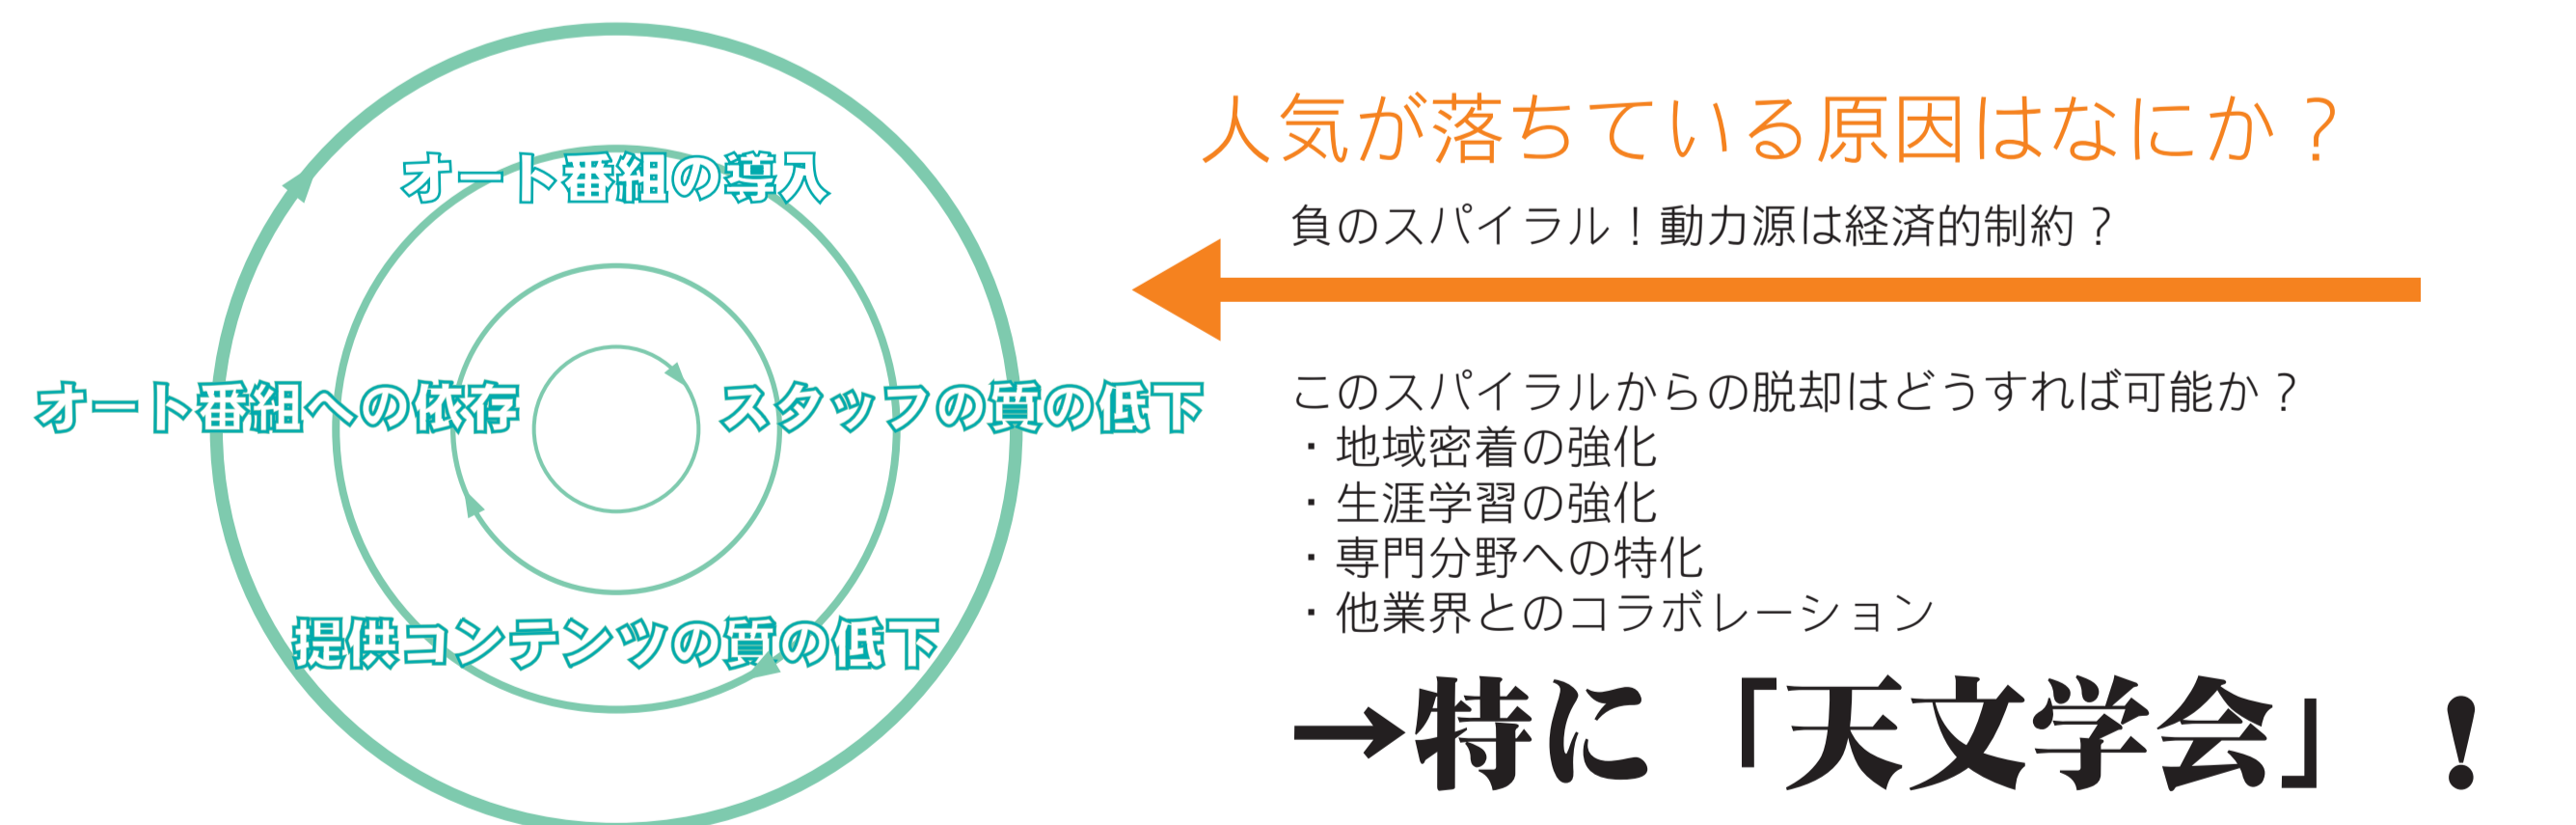 オート番組の導入
オート番組への依存
スタッフの質の低下
提供コンテンツの質の低下
人気が落ちている原因はなにか？
負のスパイラル！動力源は経済的制約？
このスパイラルからの脱却はどうすれば可能か？
・地域密着の強化
・生涯学習の強化
・専門分野への特化
・他業界とのコラボレーション
→特に「天文学会」！